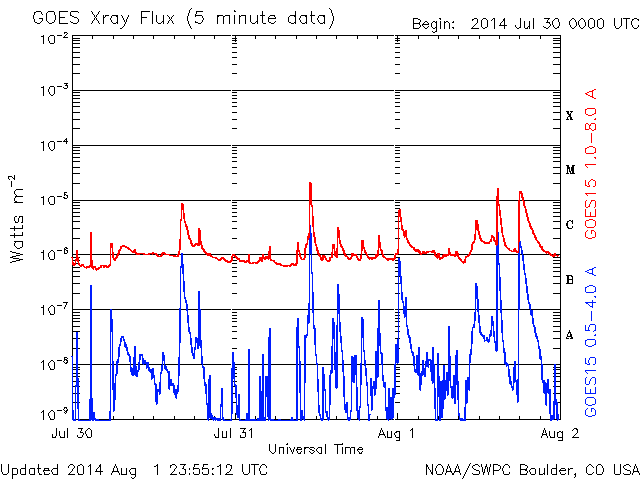 GOES Xray Flux (5 minute data)
Begin: 2014 Jul 30 0000 UTC
10⁻²
10⁻³
10⁻⁴
10⁻⁵
10⁻⁶
10⁻⁷
10⁻⁸
10⁻⁹
Watts m⁻²
X
M
C
B
A
GOES15 1.0-8.0 A
GOES15 0.5-4.0 A
Jul 30
Jul 31
Aug 1
Aug 2
Universal Time
Updated 2014 Aug 1 23:55:12 UTC
NOAA/SWPC Boulder, CO USA